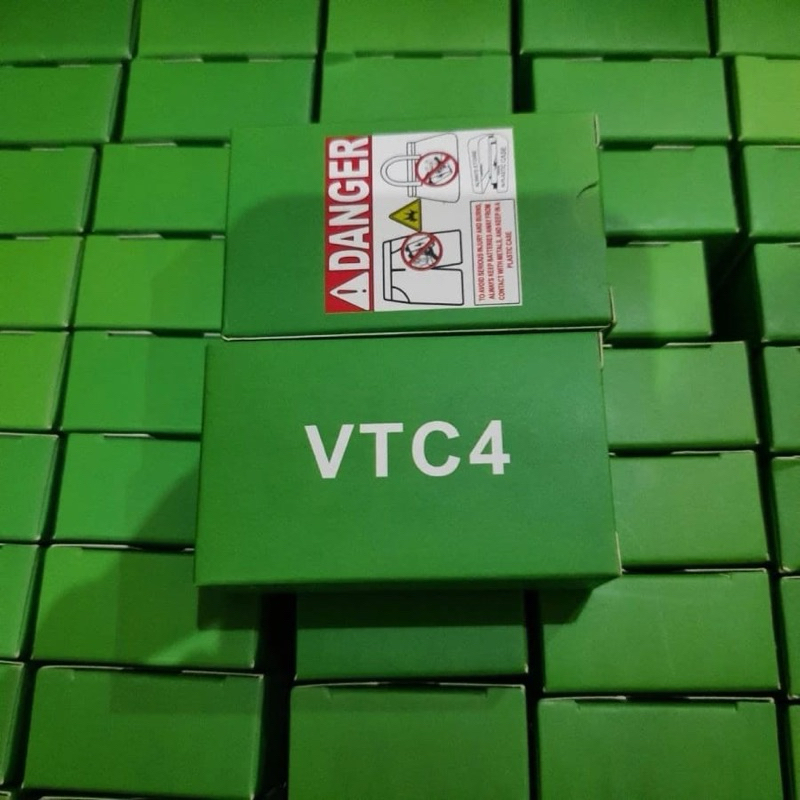 DANGER
TO AVOID SERIOUS INJURY AND BURNS,
ALWAYS KEEP BATTERIES AWAY FROM
CONTACT WITH METALS, AND KEEP IN A
PLASTIC CASE
VTC4